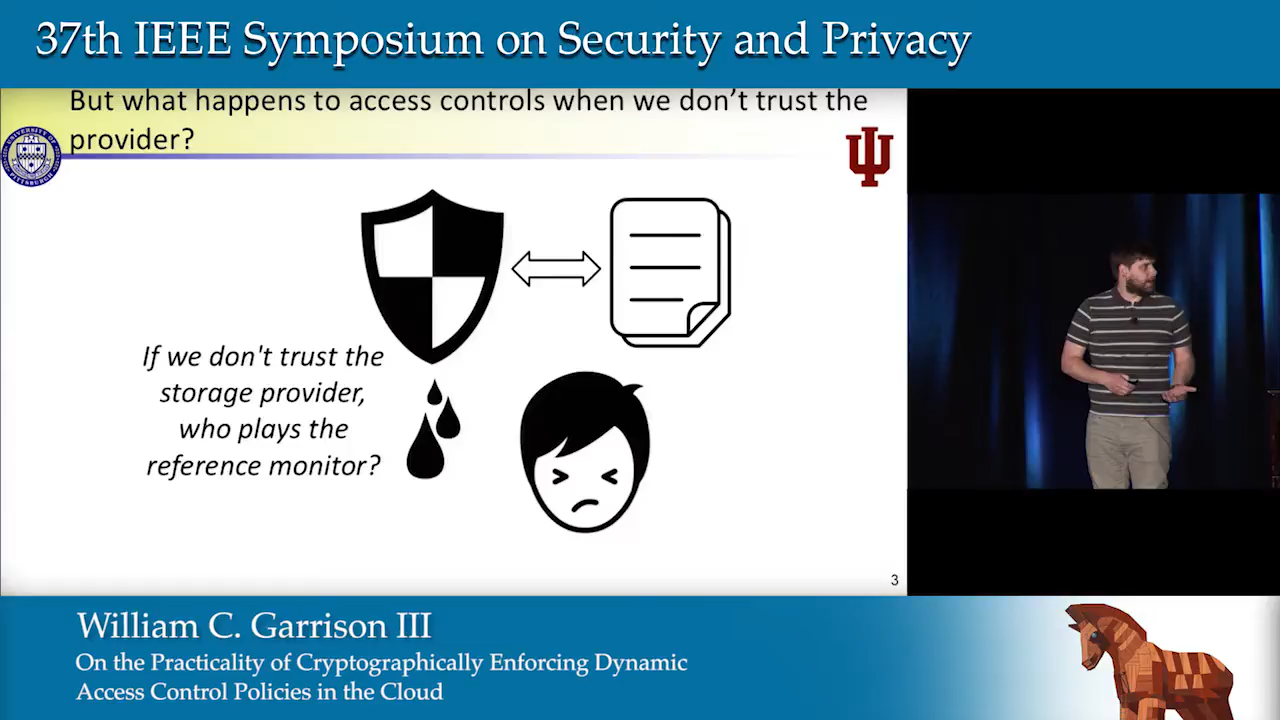 37th IEEE Symposium on Security and Privacy
But what happens to access controls when we don't trust the
provider?
If we don't trust the
storage provider,
who plays the
reference monitor?
3
William C. Garrison III
On the Practicality of Cryptographically Enforcing Dynamic
Access Control Policies in the Cloud